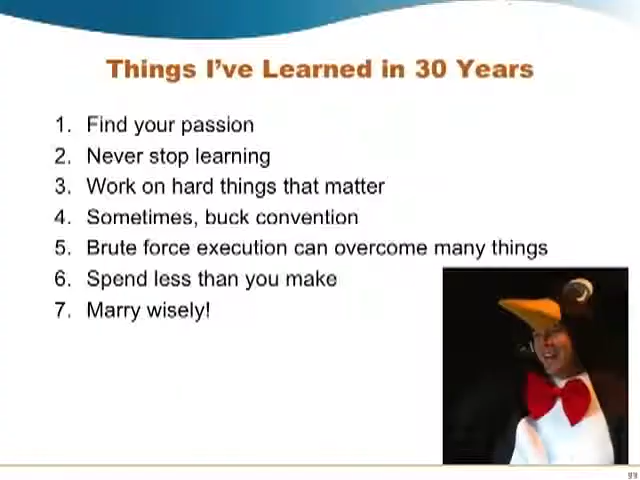 Things I've Learned in 30 Years
1. Find your passion
2. Never stop learning
3. Work on hard things that matter
4. Sometimes, buck convention
5. Brute force execution can overcome many things
6. Spend less than you make
7. Marry wisely!